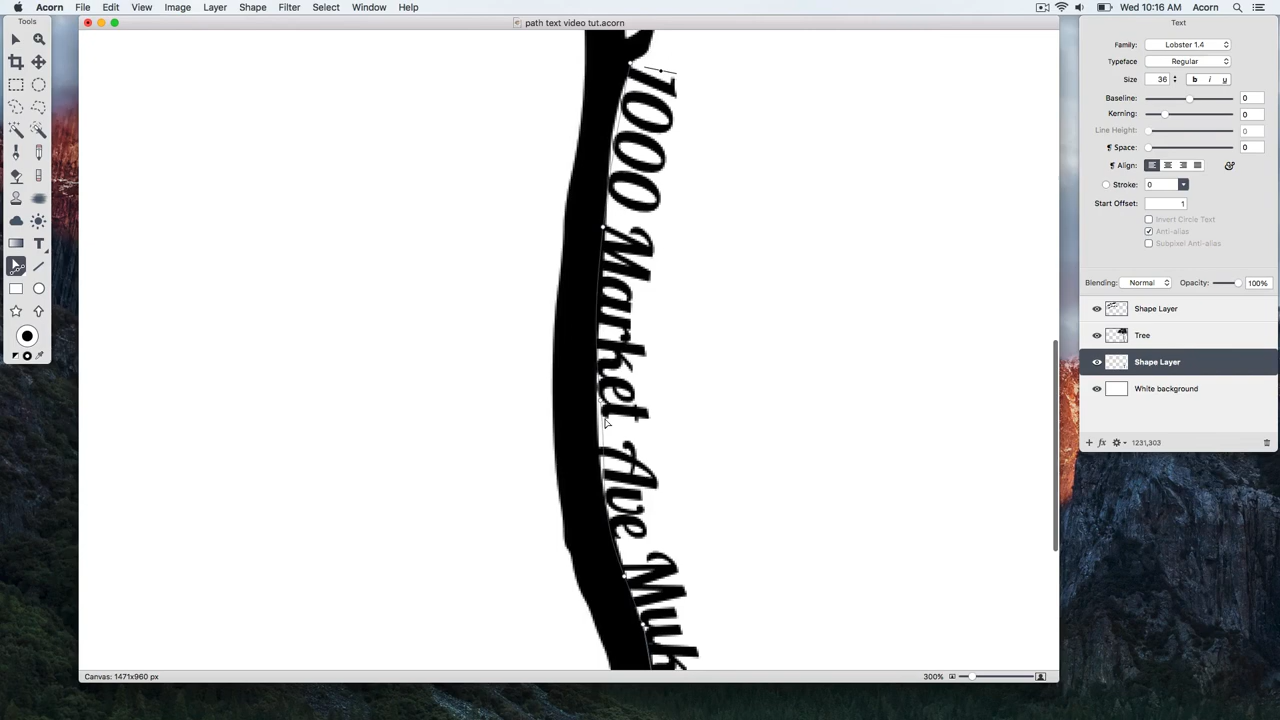 Acorn File Edit View Image Layer Shape Filter Select Window Help
Wed 10:16 AM Acorn
Tools
path text video tut.acorn
Text
Family: Lobster 1.4
Typeface: Regular
Size 36 b i u
Baseline: 0
Kerning: 0
Line Height: 0
¶ Space: 0
¶ Align:
Stroke: 0
Start Offset: 1
Invert Circle Text
Anti-alias
Subpixel Anti-alias
Blending: Normal Opacity: 100%
Shape Layer
Tree
Shape Layer
White background
+ fx 1231,303
1000 Market Ave Muk
T
Canvas: 1471x960 px
300%